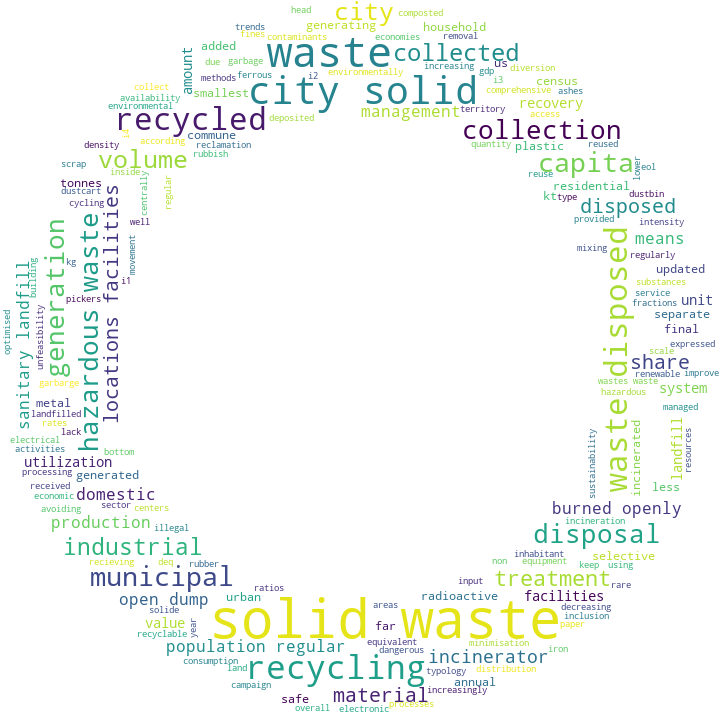 head
city
composted
trends
generating
household
fines
contaminants
economies
removal
added
waste
collected
us
due
garbage
increasing
gdp
diversion
amount
methods
ferrous
i2
environmentally
i3
census
collect
smallest
city solid
comprehensive
ashes
availability
environmental
deposited
management
territory
recovery
access
recycled
i4
commune
collection
quantity
plastic
reused
density
according
reclamation
rubbish
volume
capita
lower
eol
scrap
inside
centrally
regular
reuse
residential
tonnes
dustcart
kt
type
dustbin
cycling
locations facilities
disposed
provided
intensity
well
generation
hazardous waste
movement
waste disposed
means
regularly
mixing
kg
building
sanitary landfill
i1
updated
substances
service
fractions
unit
pickers
separate
optimised
unfeasibility
final
expressed
scale
share
renewable
improve
garbarge
wastes
waste
hazardous
system
metal
landfilled
managed
rates
lack
electrical
activities
bottom
sustainability
incinerated
landfill
resources
utilization
processing
generated
received
less
economic
domestic
sector
centers
avoiding
burned openly
production
illegal
incineration
disposal
industrial
inhabitant
selective
recieving
deq
rubber
non
equipment
keep
using
municipal
ratios
input
treatment
rare
solide
open dump
urban
radioactive
facilities
decreasing
areas
inclusion
value
recyclable
year
solid waste
far
paper
population regular
equivalent
dangerous
minimisation
iron
consumption
land
recycling
incinerator
typology
distribution
campaign
annual
safe
material
increasingly
overall
electronic
processes